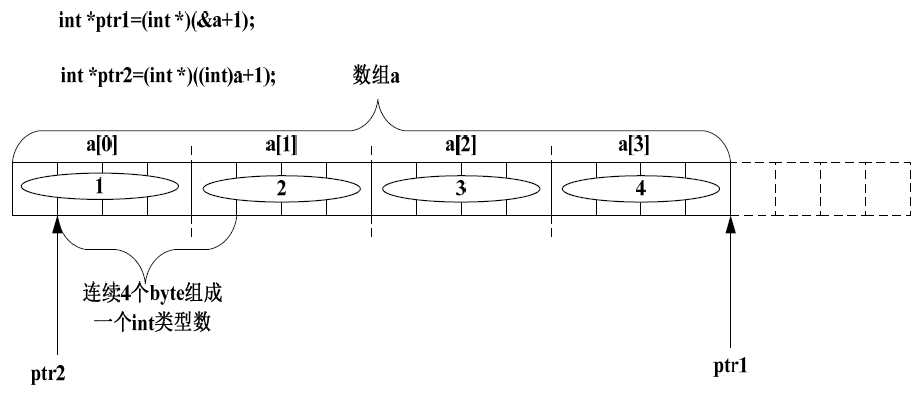 int *ptr1=(int *)(&a+1);
int *ptr2=(int *)((int)a+1);
数组a
a[0] a[1] a[2] a[3]
1 2 3 4
连续4个byte组成
一个int类型数
ptr2
ptr1